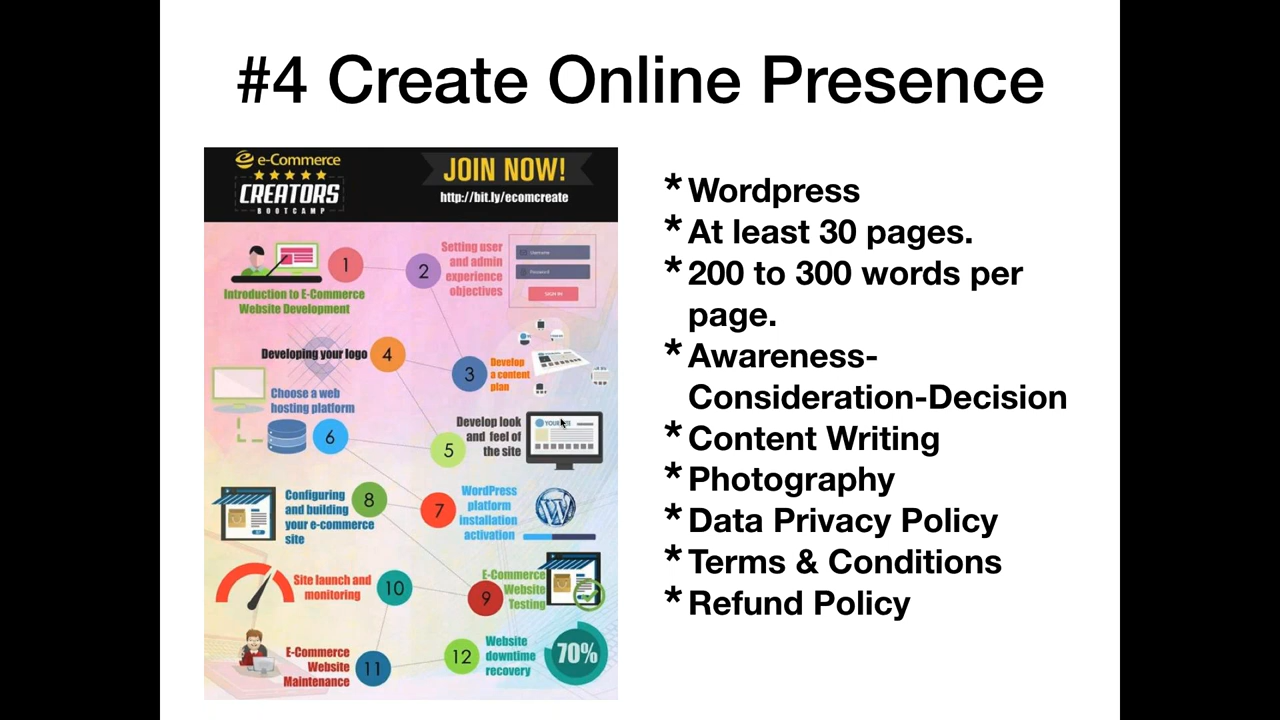 #4 Create Online Presence
e-Commerce
CREATORS
BOOTCAMP
JOIN NOW!
http://bit.ly/ecomcreate
1
Introduction to E-Commerce
Website Development
2
Setting user
and admin
experience
objectives
Username
Password
SIGN IN
Developing your logo
4
3
Develop
a content
plan
Choose a web
hosting platform
6
5
Develop look
and feel of
the site
8
Configuring
and building
your e-commerce
site
7
WordPress
platform
installation
activation
Site launch and
monitoring
10
9
E-Commerce
Website
Testing
E-Commerce
Website
Maintenance
11
12
Website
downtime
recovery
70%
* Wordpress
* At least 30 pages.
* 200 to 300 words per
page.
* Awareness-
Consideration-Decision
* Content Writing
* Photography
* Data Privacy Policy
* Terms & Conditions
* Refund Policy